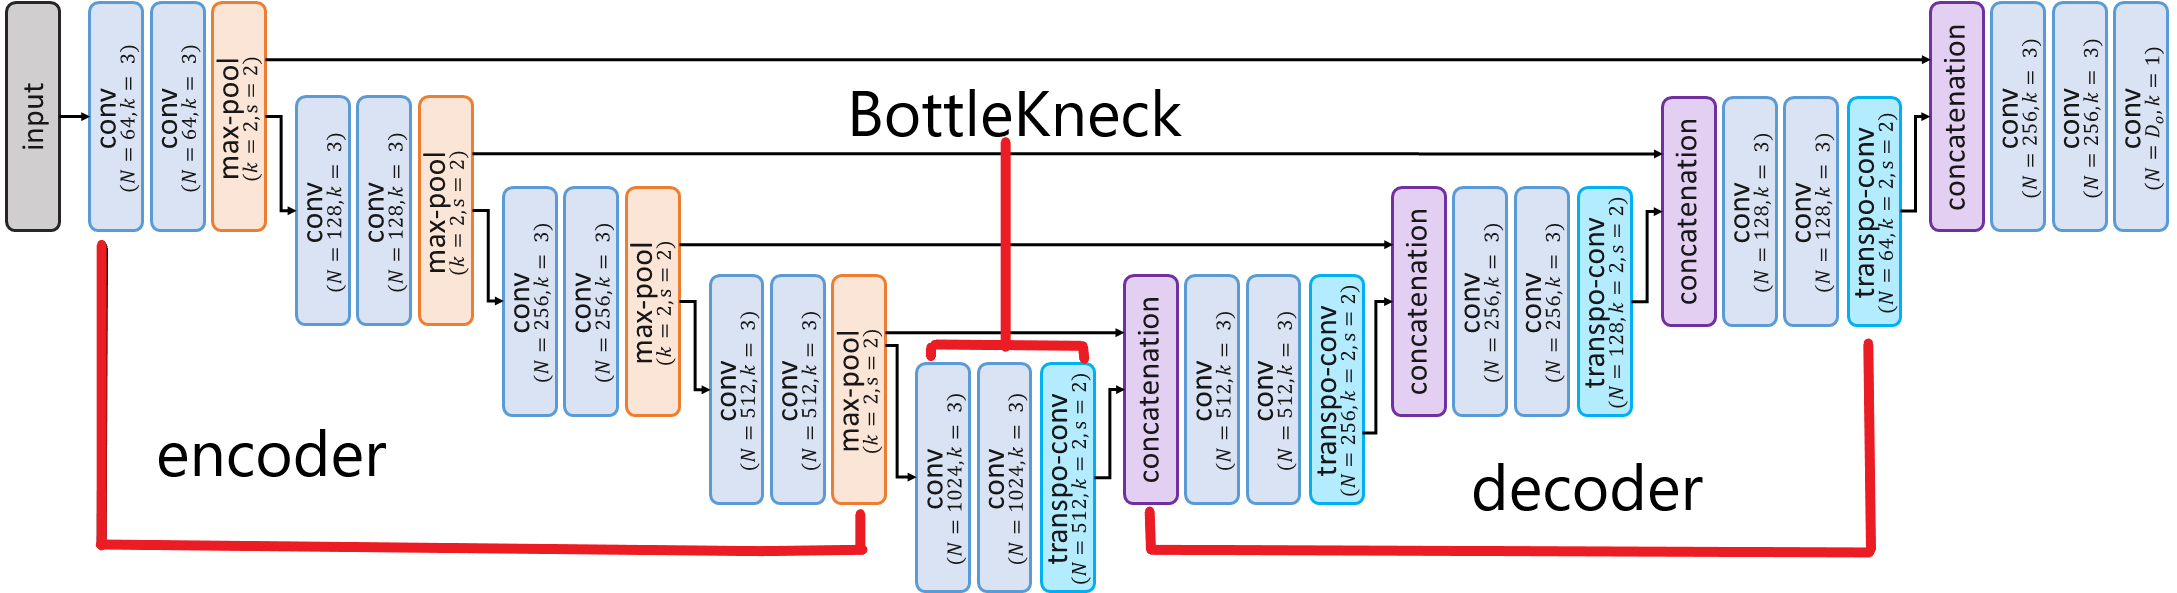 input
conv
(N = 64, k = 3)
conv
(N = 64, k = 3)
max-pool
(k = 2, s = 2)
conv
(N = 128, k = 3)
conv
(N = 128, k = 3)
max-pool
(k = 2, s = 2)
conv
(N = 256, k = 3)
conv
(N = 256, k = 3)
max-pool
(k = 2, s = 2)
conv
(N = 512, k = 3)
conv
(N = 512, k = 3)
max-pool
(k = 2, s = 2)
BottleKneck
conv
(N = 1024, k = 3)
conv
(N = 1024, k = 3)
transpo-conv
(N = 512, k = 2, s = 2)
concatenation
conv
(N = 512, k = 3)
conv
(N = 512, k = 3)
transpo-conv
(N = 256, k = 2, s = 2)
concatenation
conv
(N = 256, k = 3)
conv
(N = 256, k = 3)
transpo-conv
(N = 128, k = 2, s = 2)
concatenation
conv
(N = 128, k = 3)
conv
(N = 128, k = 3)
transpo-conv
(N = 64, k = 2, s = 2)
concatenation
conv
(N = 256, k = 3)
conv
(N = 256, k = 3)
conv
(N = Dₒ, k = 1)
encoder
decoder